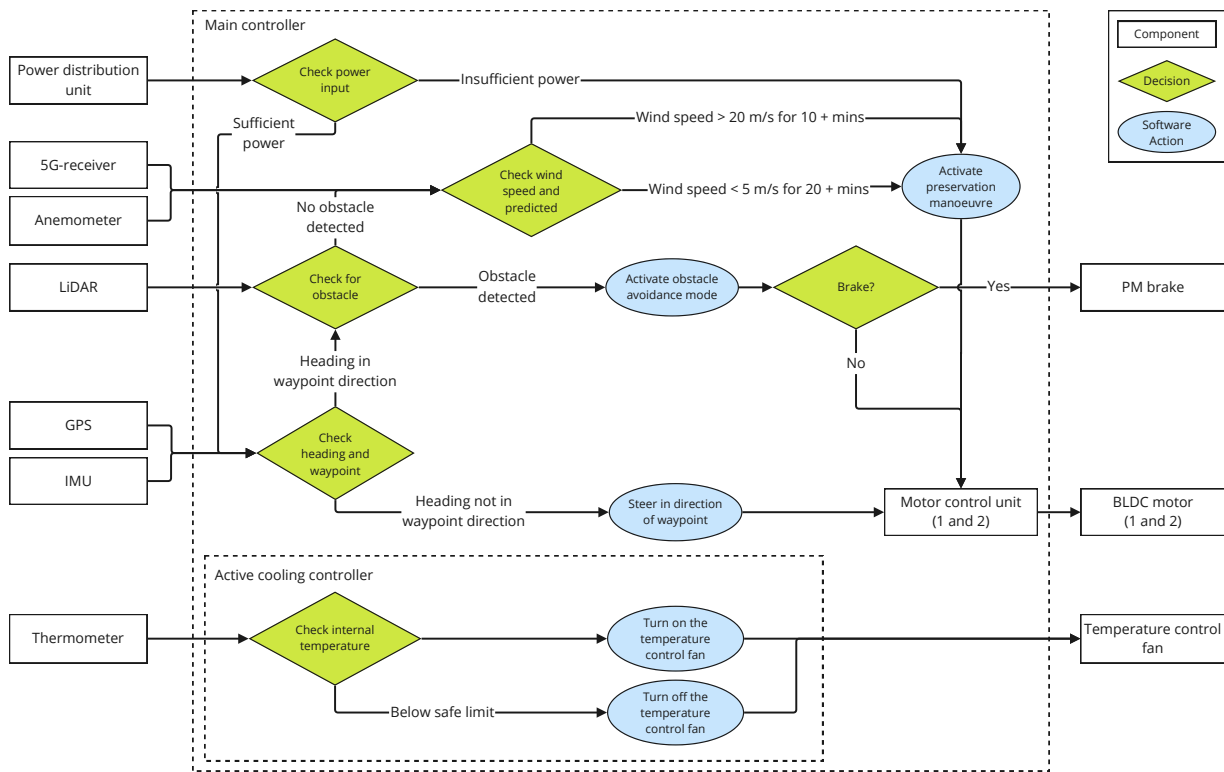 Main controller
Component
Decision
Software
Action
Power distribution
unit
Check power
input
Insufficient power
Sufficient
power
Wind speed > 20 m/s for 10 + mins
5G-receiver
Anemometer
Check wind
speed and
predicted
Wind speed < 5 m/s for 20 + mins
Activate
preservation
manoeuvre
No obstacle
detected
LiDAR
Check for
obstacle
Obstacle
detected
Activate obstacle
avoidance mode
Brake?
Yes
PM brake
No
Heading in
waypoint direction
GPS
IMU
Check
heading and
waypoint
Heading not in
waypoint direction
Steer in direction
of waypoint
Motor control unit
(1 and 2)
BLDC motor
(1 and 2)
Active cooling controller
Thermometer
Check internal
temperature
Turn on the
temperature
control fan
Temperature control
fan
Below safe limit
Turn off the
temperature
control fan